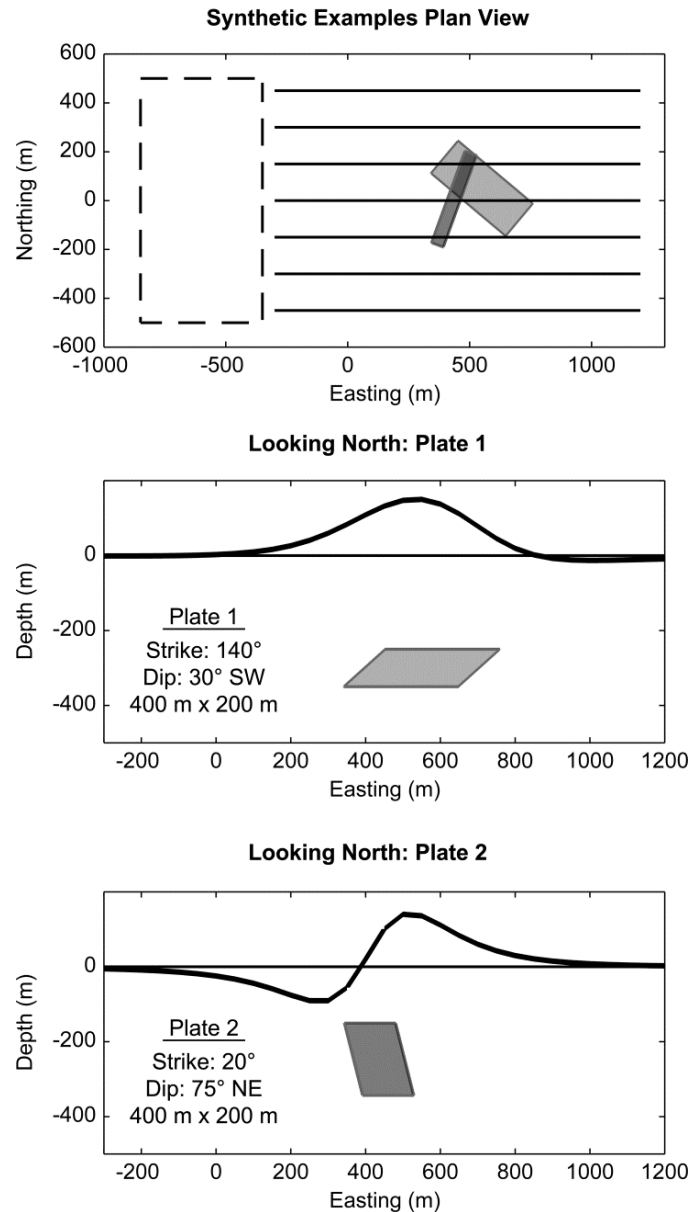 Synthetic Examples Plan View
600
400
200
0
-200
-400
-600
Northing (m)
-1000 -500 0 500 1000
Easting (m)
Looking North: Plate 1
0
-200
-400
Depth (m)
Plate 1
Strike: 140°
Dip: 30° SW
400 m x 200 m
-200 0 200 400 600 800 1000 1200
Easting (m)
Looking North: Plate 2
0
-200
-400
Depth (m)
Plate 2
Strike: 20°
Dip: 75° NE
400 m x 200 m
-200 0 200 400 600 800 1000 1200
Easting (m)